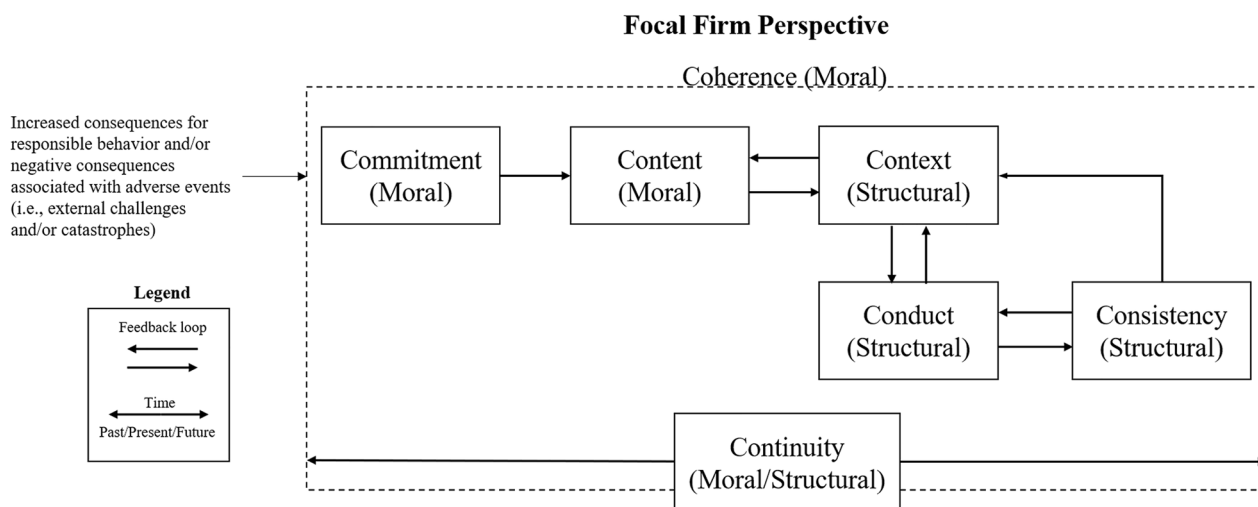 Focal Firm Perspective
Coherence (Moral)
Increased consequences for
responsible behavior and/or
negative consequences
associated with adverse events
(i.e., external challenges
and/or catastrophes)
Commitment
(Moral)
Content
(Moral)
Context
(Structural)
Conduct
(Structural)
Consistency
(Structural)
Legend
Feedback loop
Time
Past/Present/Future
Continuity
(Moral/Structural)